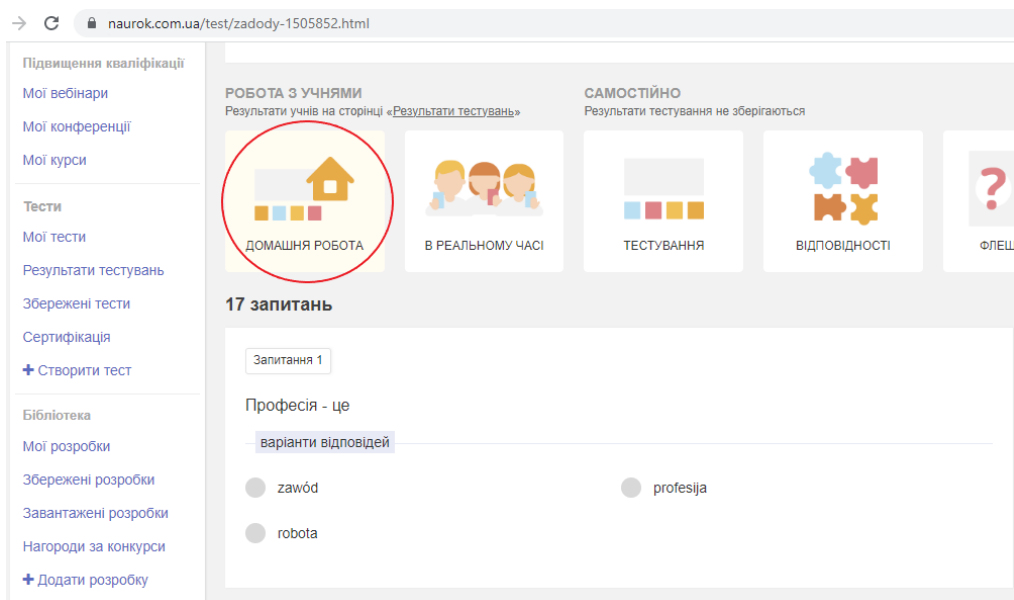 naurok.com.ua/test/zadody-1505852.html
Підвищення кваліфікації
Мої вебінари
Мої конференції
Мої курси
Тести
Мої тести
Результати тестувань
Збережені тести
Сертифікація
+ Створити тест
Бібліотека
Мої розробки
Збережені розробки
Завантажені розробки
Нагороди за конкурси
+ Додати розробку
РОБОТА З УЧНЯМИ
Результати учнів на сторінці «Результати тестувань»
САМОСТІЙНО
Результати тестування не зберігаються
ДОМАШНЯ РОБОТА
В РЕАЛЬНОМУ ЧАСІ
ТЕСТУВАННЯ
ВІДПОВІДНОСТІ
ФЛЕШ
17 запитань
Запитання 1
Професія - це
варіанти відповідей
zawód
profesija
robota